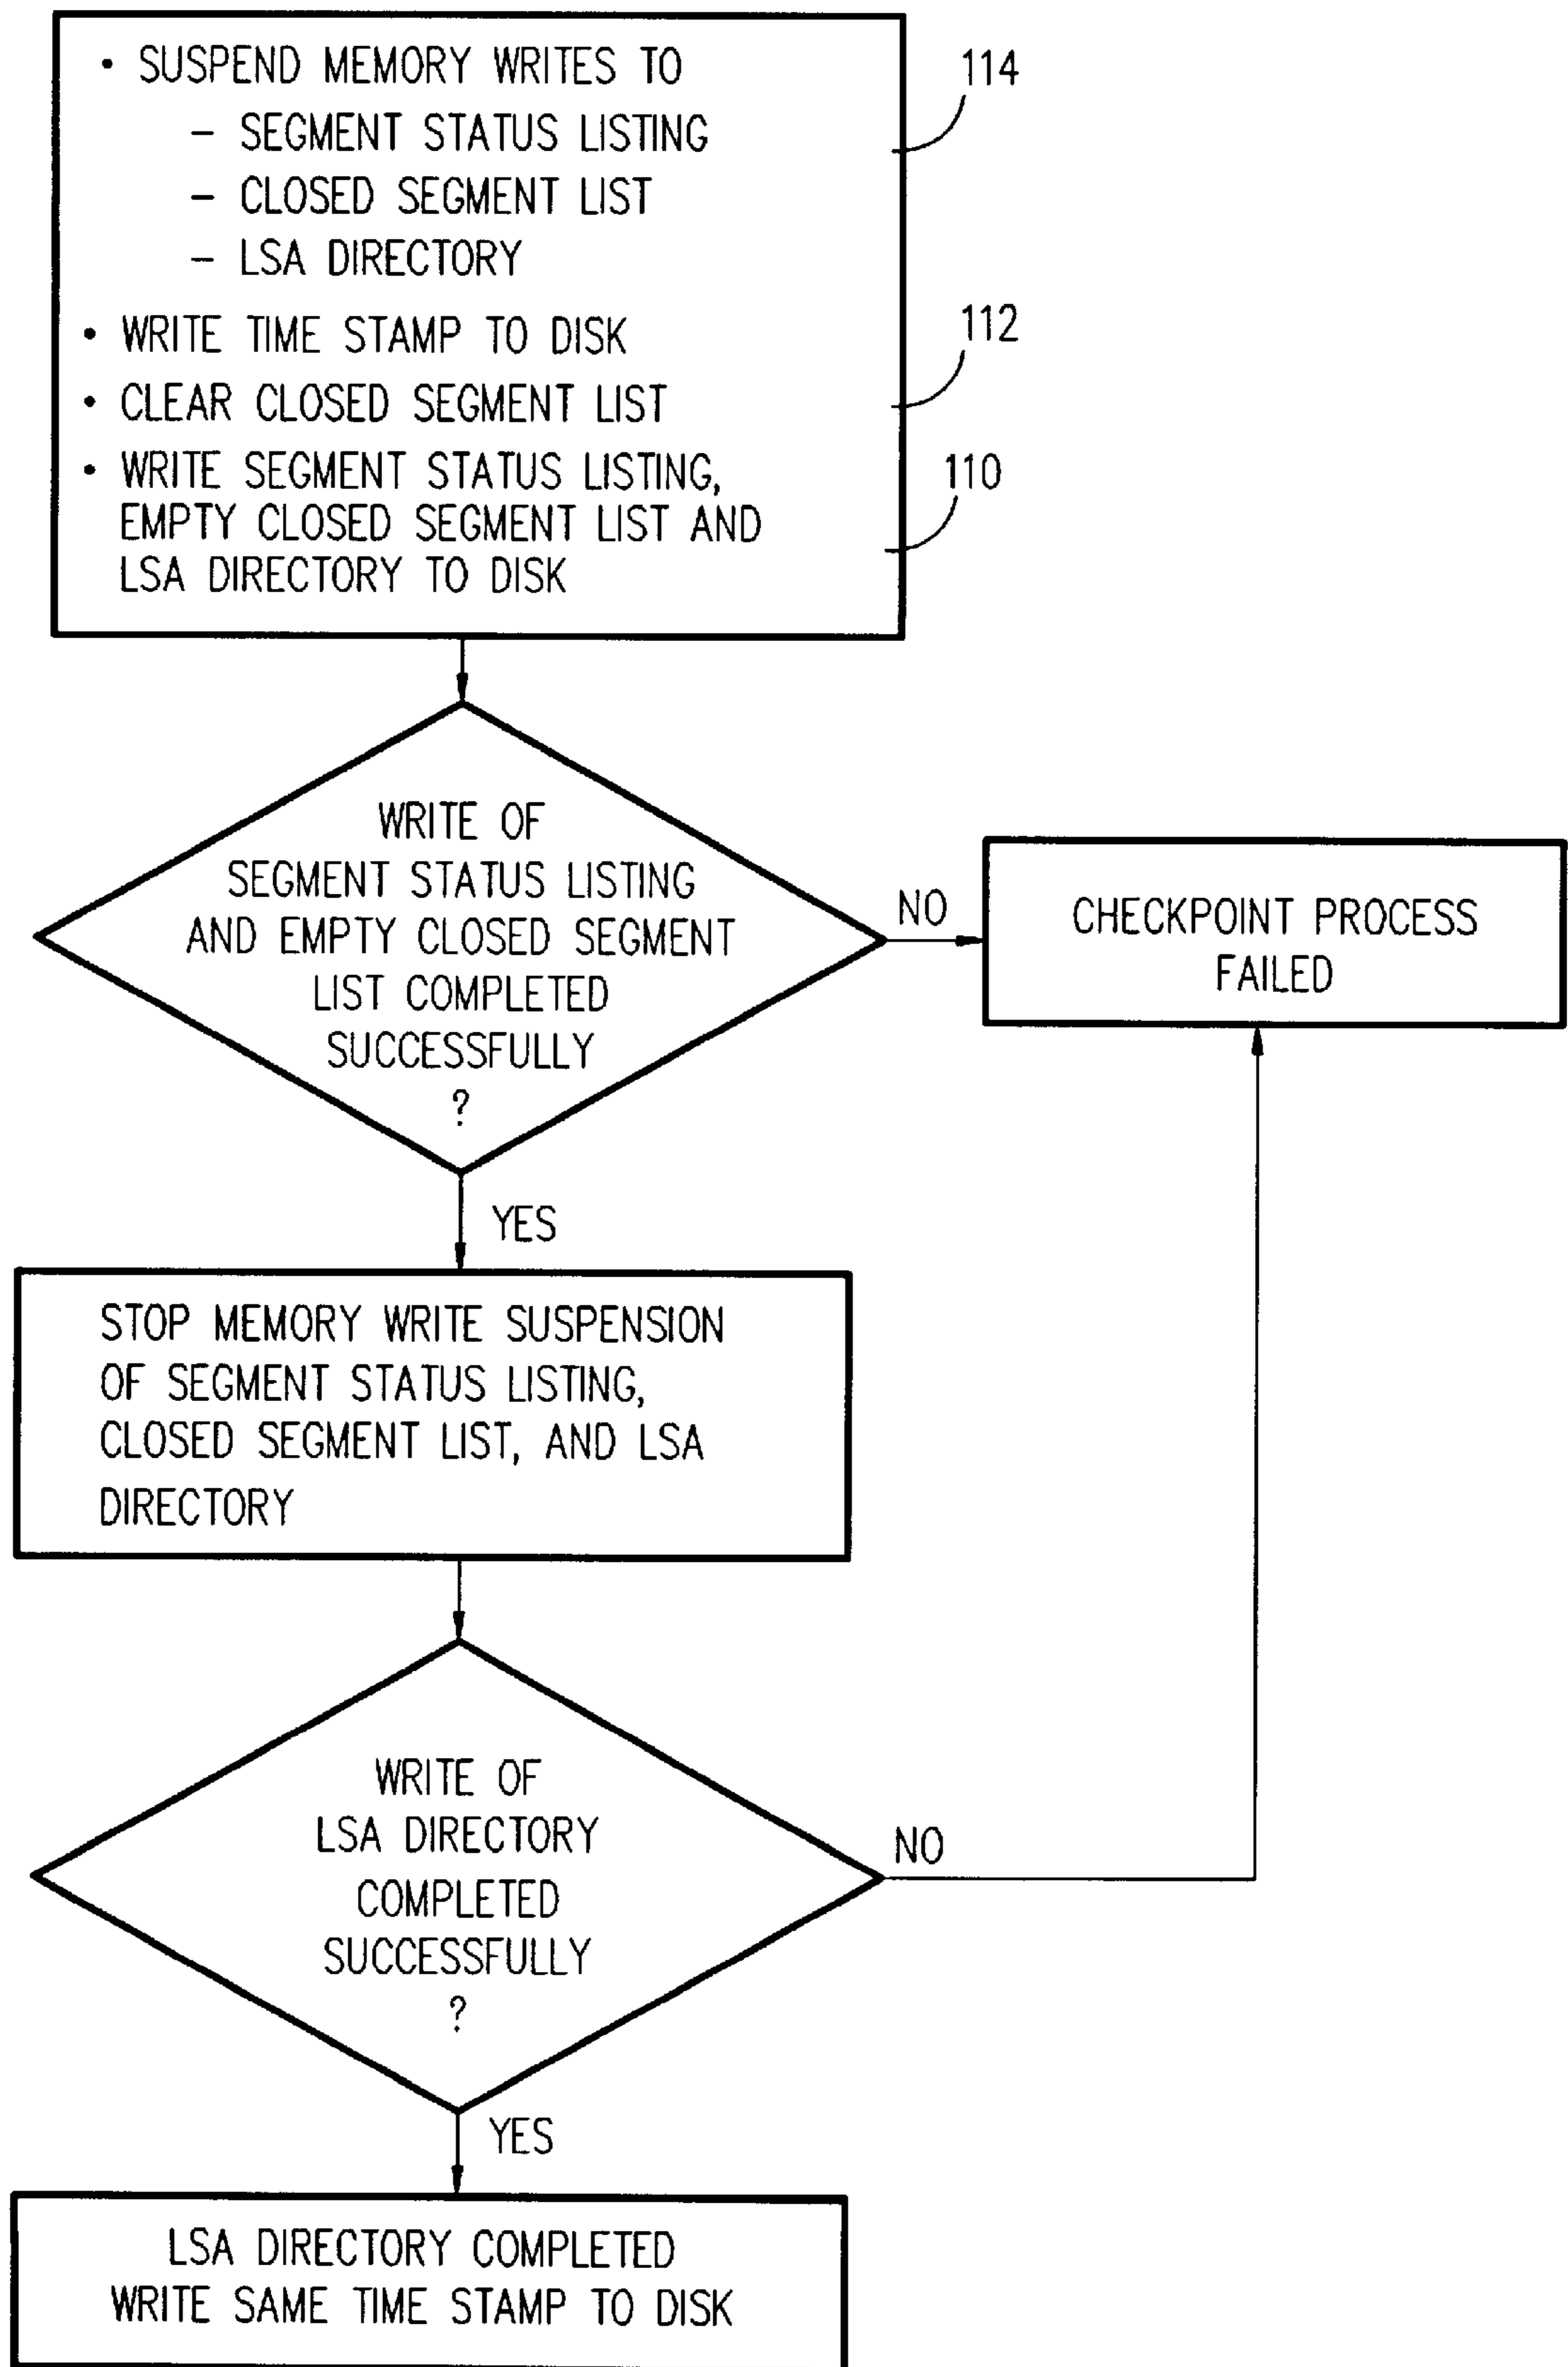 • SUSPEND MEMORY WRITES TO
– SEGMENT STATUS LISTING
– CLOSED SEGMENT LIST
– LSA DIRECTORY
114
• WRITE TIME STAMP TO DISK
112
• CLEAR CLOSED SEGMENT LIST
• WRITE SEGMENT STATUS LISTING,
EMPTY CLOSED SEGMENT LIST AND
LSA DIRECTORY TO DISK
110
WRITE OF
SEGMENT STATUS LISTING
AND EMPTY CLOSED SEGMENT
LIST COMPLETED
SUCCESSFULLY
?
NO
CHECKPOINT PROCESS
FAILED
YES
STOP MEMORY WRITE SUSPENSION
OF SEGMENT STATUS LISTING,
CLOSED SEGMENT LIST, AND LSA
DIRECTORY
WRITE OF
LSA DIRECTORY
COMPLETED
SUCCESSFULLY
?
NO
YES
LSA DIRECTORY COMPLETED
WRITE SAME TIME STAMP TO DISK